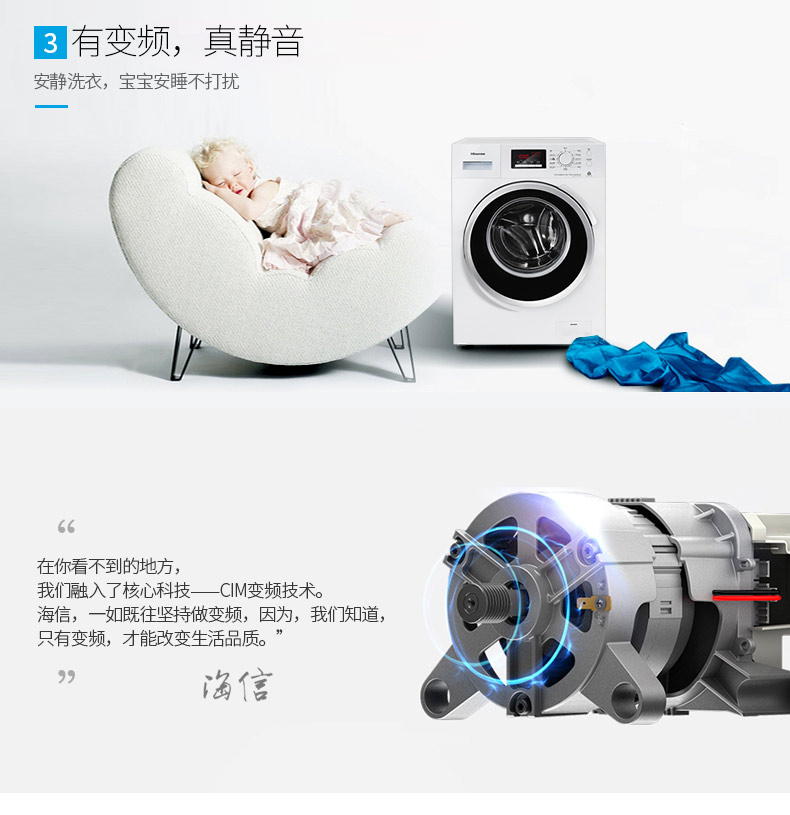 3 有变频，真静音
安静洗衣，宝宝安睡不打扰
Hisense
“
在你看不到的地方，
我们融入了核心科技——CIM变频技术。
海信，一如既往坚持做变频，因为，我们知道，
只有变频，才能改变生活品质。”
”
海信